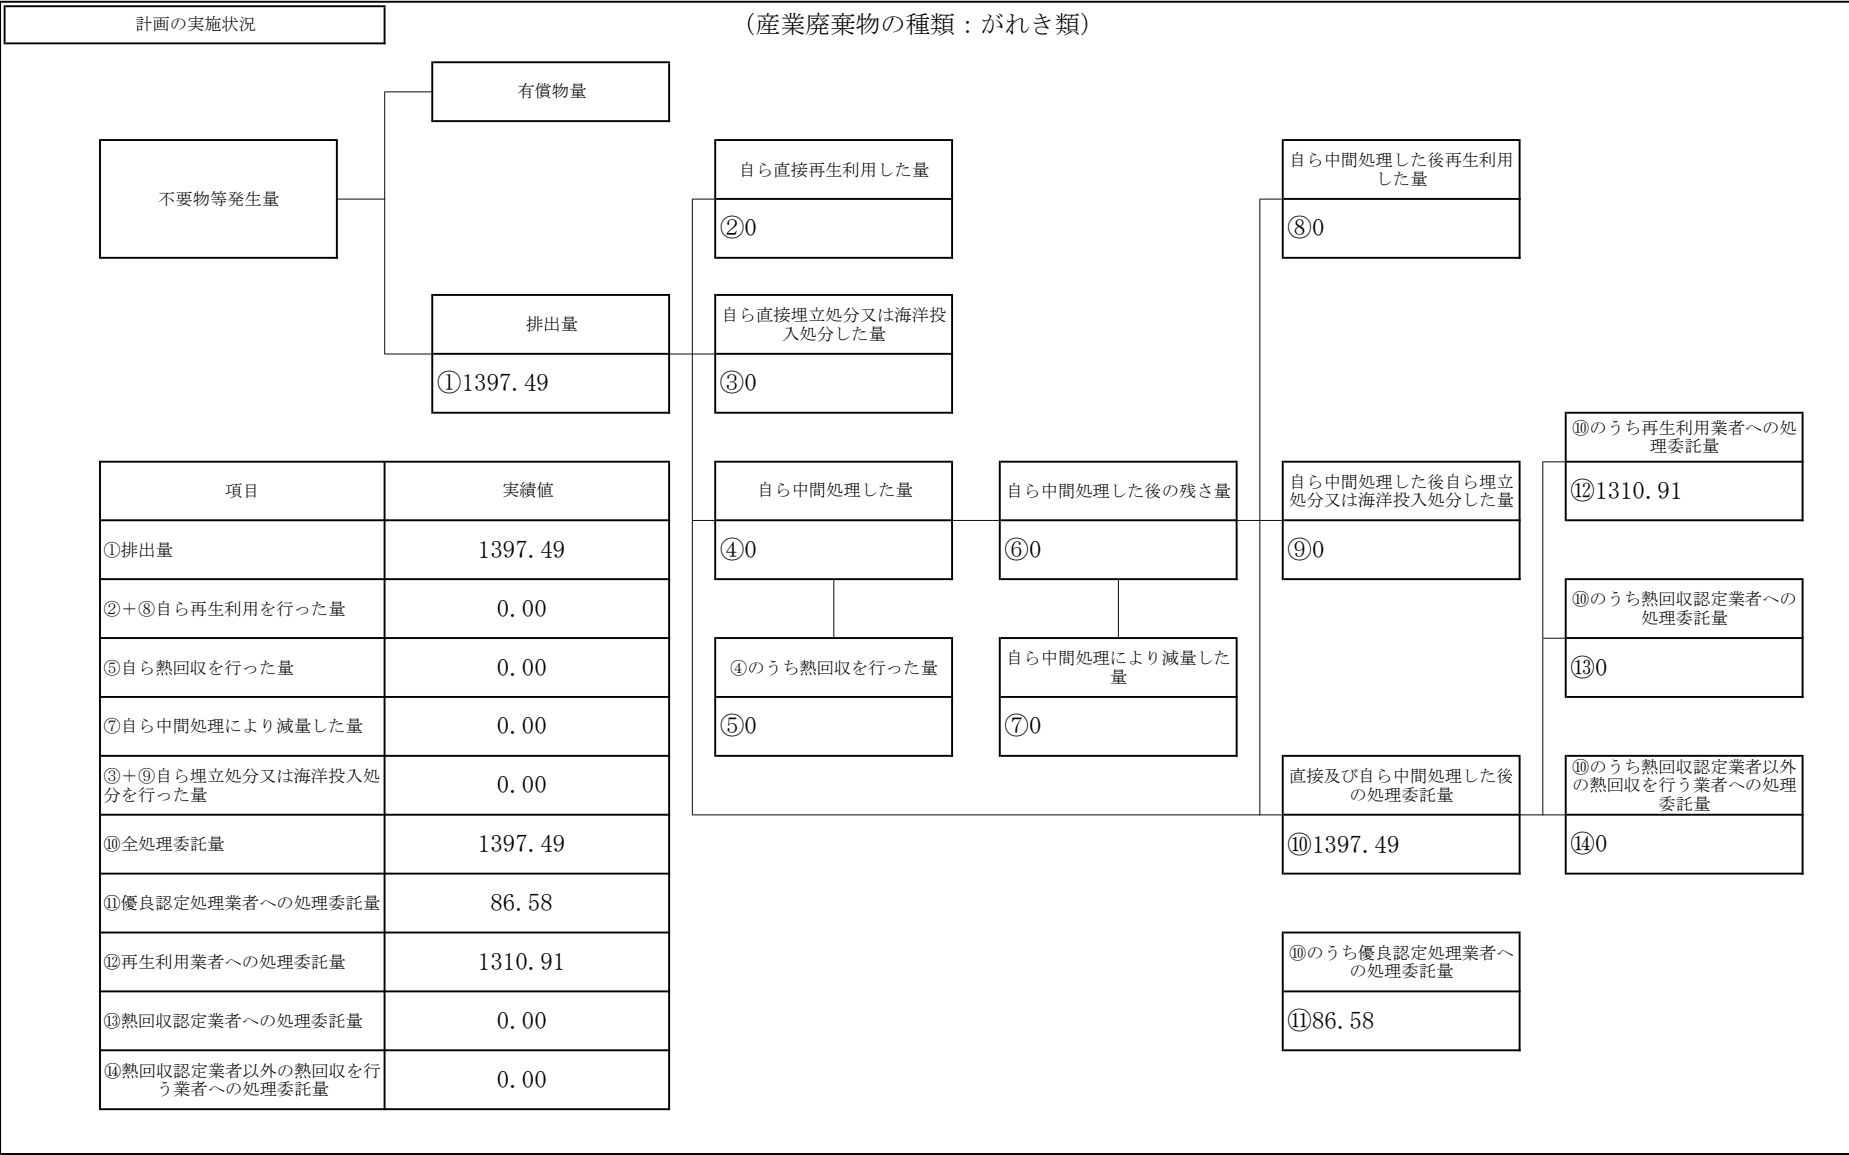 計画の実施状況
（産業廃棄物の種類：がれき類）
有償物量
不要物等発生量
自ら直接再生利用した量
②0
自ら中間処理した後再生利用
した量
⑧0
排出量
①1397.49
自ら直接埋立処分又は海洋投
入処分した量
③0
⑩のうち再生利用業者への処
理委託量
⑫1310.91
自ら中間処理した量
④0
自ら中間処理した後の残さ量
⑥0
自ら中間処理した後自ら埋立
処分又は海洋投入処分した量
⑨0
⑩のうち熱回収認定業者への
処理委託量
⑬0
④のうち熱回収を行った量
⑤0
自ら中間処理により減量した
量
⑦0
直接及び自ら中間処理した後
の処理委託量
⑩1397.49
⑩のうち熱回収認定業者以外
の熱回収を行う業者への処理
委託量
⑭0
⑩のうち優良認定処理業者へ
の処理委託量
⑪86.58
項目 実績値
①排出量 1397.49
②＋⑧自ら再生利用を行った量 0.00
⑤自ら熱回収を行った量 0.00
⑦自ら中間処理により減量した量 0.00
③＋⑨自ら埋立処分又は海洋投入処
分を行った量 0.00
⑩全処理委託量 1397.49
⑪優良認定処理業者への処理委託量 86.58
⑫再生利用業者への処理委託量 1310.91
⑬熱回収認定業者への処理委託量 0.00
⑭熱回収認定業者以外の熱回収を行
う業者への処理委託量 0.00